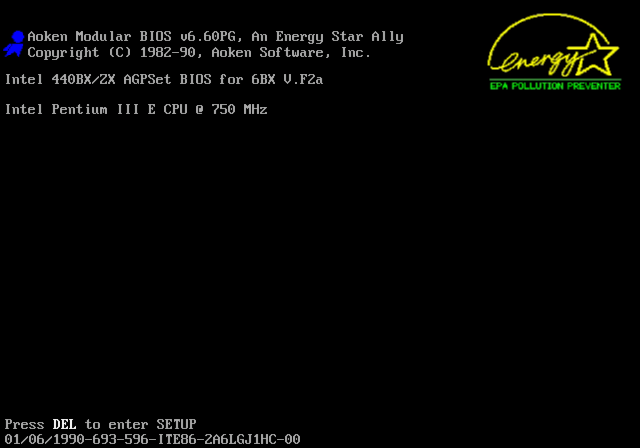 Aoken Modular BIOS v6.60PG, An Energy Star Ally
Copyright (C) 1982-90, Aoken Software, Inc.
energy
EPA POLLUTION PREVENTER
Intel 440BX/ZX AGPSet BIOS for 6BX V.F2a
Intel Pentium III E CPU @ 750 MHz
Press DEL to enter SETUP
01/06/1990-693-596-ITE86-2A6LGJ1HC-00